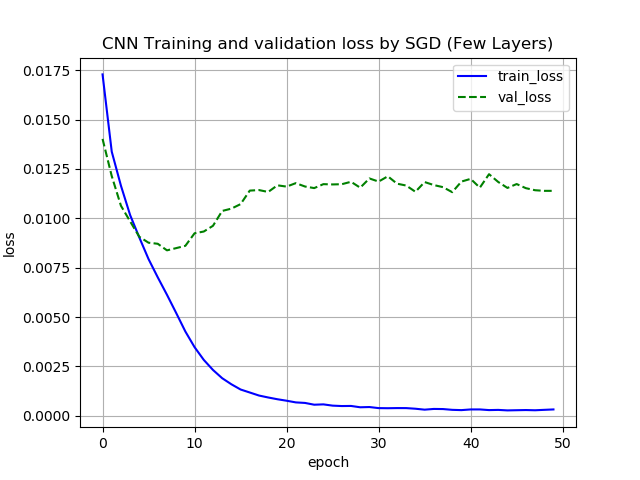 CNN Training and validation loss by SGD (Few Layers)
train_loss
val_loss
0.0175
0.0150
0.0125
0.0100
0.0075
0.0050
0.0025
0.0000
loss
0 10 20 30 40 50
epoch